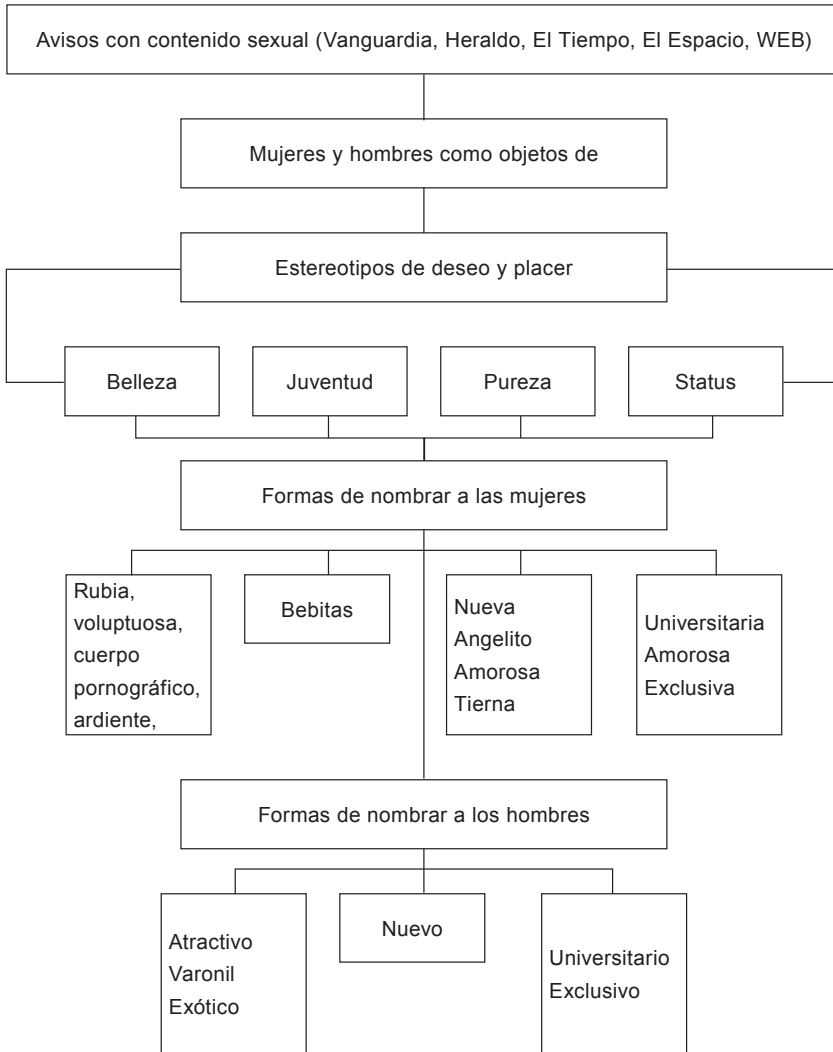 Avisos con contenido sexual (Vanguardia, Heraldo, El Tiempo, El Espacio, WEB)
Mujeres y hombres como objetos de
Estereotipos de deseo y placer
Belleza
Juventud
Pureza
Status
Formas de nombrar a las mujeres
Rubia,
voluptuosa,
cuerpo
pornográfico,
ardiente,
Bebitas
Nueva
Angelito
Amorosa
Tierna
Universitaria
Amorosa
Exclusiva
Formas de nombrar a los hombres
Atractivo
Varonil
Exótico
Nuevo
Universitario
Exclusivo